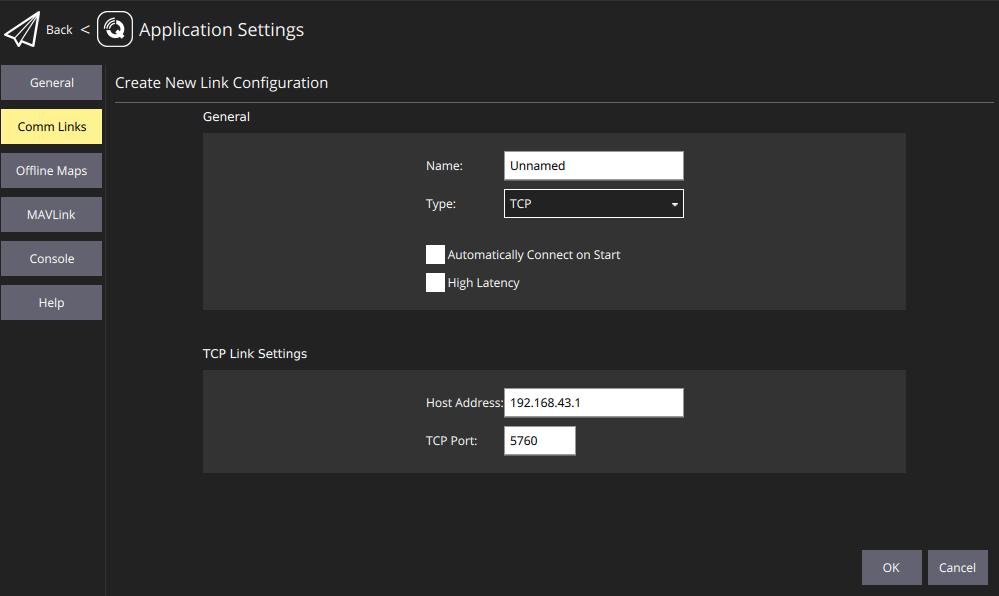 Back < Application Settings
General
Comm Links
Offline Maps
MAVLink
Console
Help
Create New Link Configuration
General
Name: Unnamed
Type: TCP
Automatically Connect on Start
High Latency
TCP Link Settings
Host Address: 192.168.43.1
TCP Port: 5760
OK Cancel